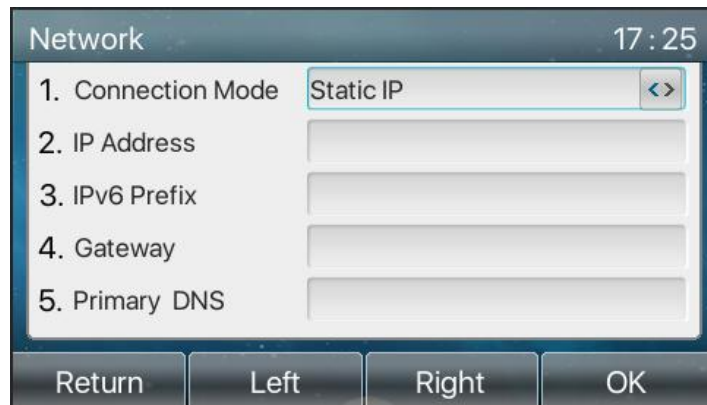 Network 17:25
1. Connection Mode Static IP <>
2. IP Address
3. IPv6 Prefix
4. Gateway
5. Primary DNS
Return Left Right OK